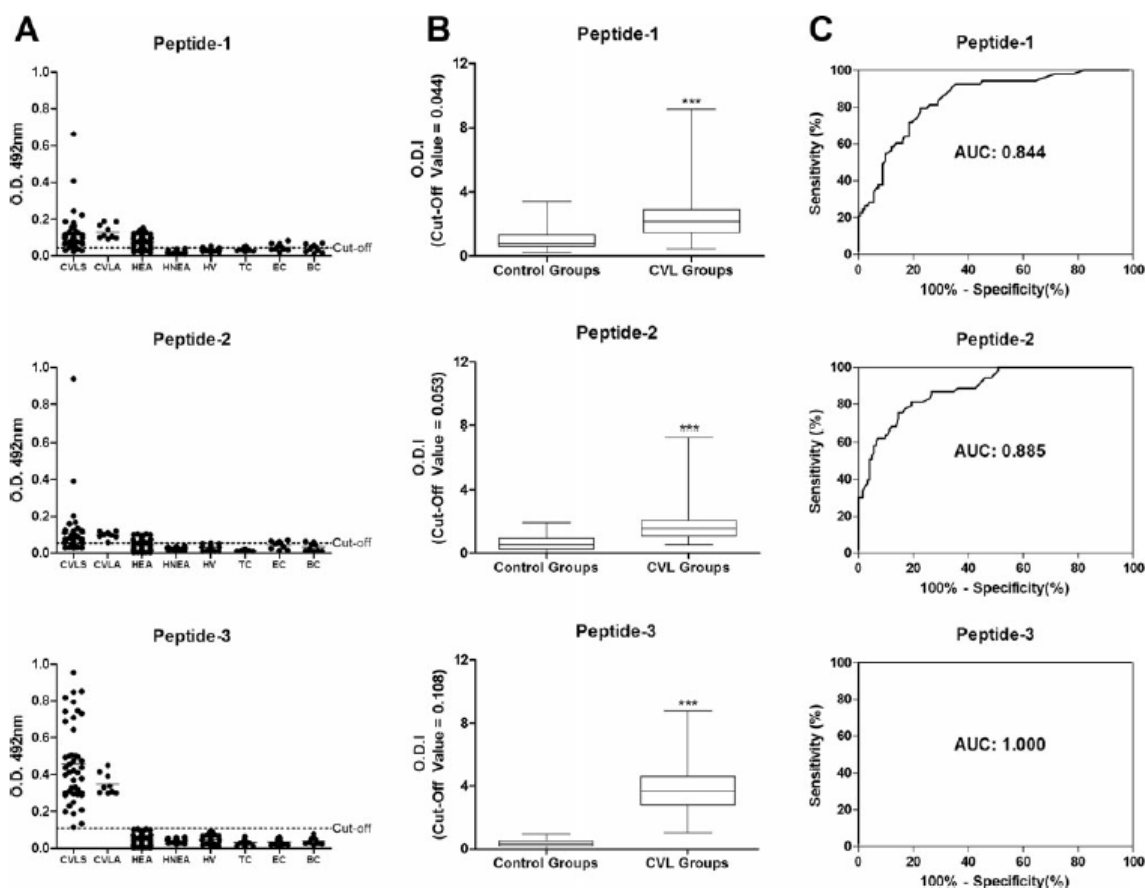 A
B
C
Peptide-1
O.D. 492nm
1.0
0.8
0.6
0.4
0.2
0.0
Cut-off
CVLS CVLA HEA HNEA HV TC EC BC
Peptide-1
O.D.I
(Cut-Off Value = 0.044)
12
8
4
0
***
Control Groups CVL Groups
Peptide-1
Sensitivity (%)
100
80
60
40
20
0
AUC: 0.844
0 20 40 60 80 100
100% - Specificity(%)
Peptide-2
O.D. 492nm
1.0
0.8
0.6
0.4
0.2
0.0
Cut-off
CVLS CVLA HEA HNEA HV TC EC BC
Peptide-2
O.D.I
(Cut-Off Value = 0.053)
12
8
4
0
***
Control Groups CVL Groups
Peptide-2
Sensitivity (%)
100
80
60
40
20
0
AUC: 0.885
0 20 40 60 80 100
100% - Specificity(%)
Peptide-3
O.D. 492nm
1.0
0.8
0.6
0.4
0.2
0.0
Cut-off
CVLS CVLA HEA HNEA HV TC EC BC
Peptide-3
O.D.I
(Cut-Off Value = 0.108)
12
8
4
0
***
Control Groups CVL Groups
Peptide-3
Sensitivity (%)
100
80
60
40
20
0
AUC: 1.000
0 20 40 60 80 100
100% - Specificity(%)